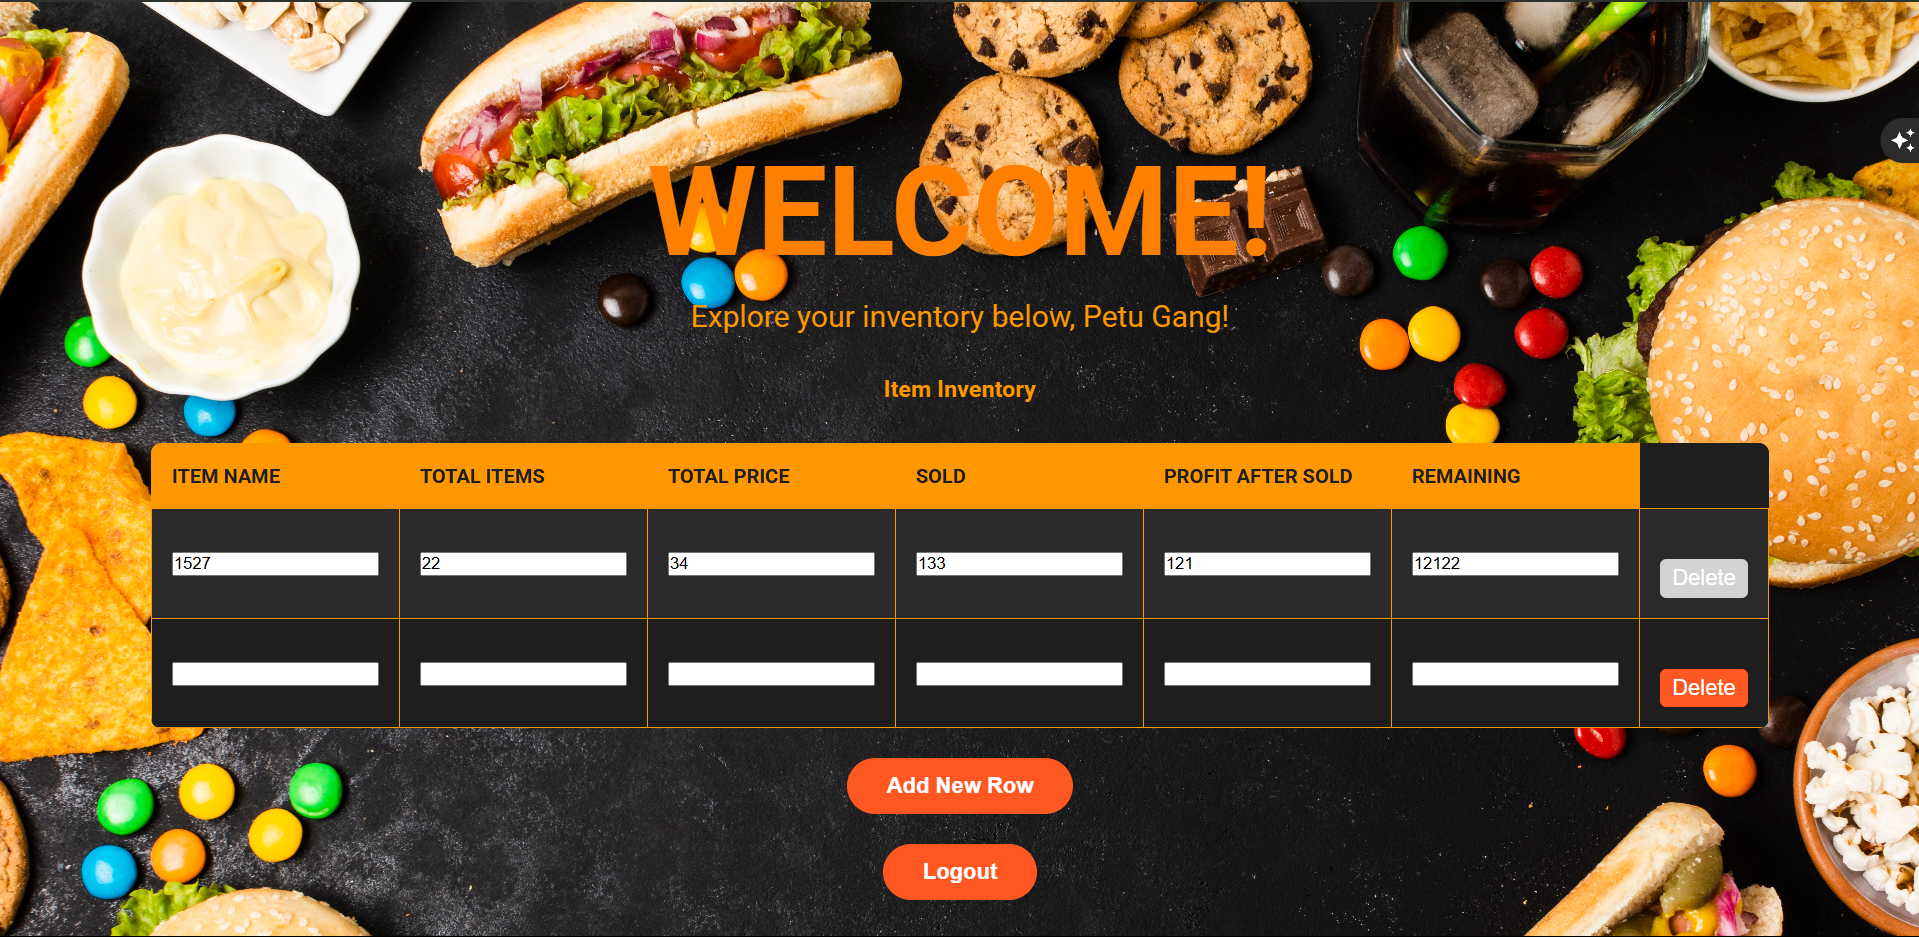 WELCOME!
Explore your inventory below, Petu Gang!
Item Inventory
ITEM NAME TOTAL ITEMS TOTAL PRICE SOLD PROFIT AFTER SOLD REMAINING
1527 22 34 133 121 12122 Delete
Delete
Add New Row
Logout